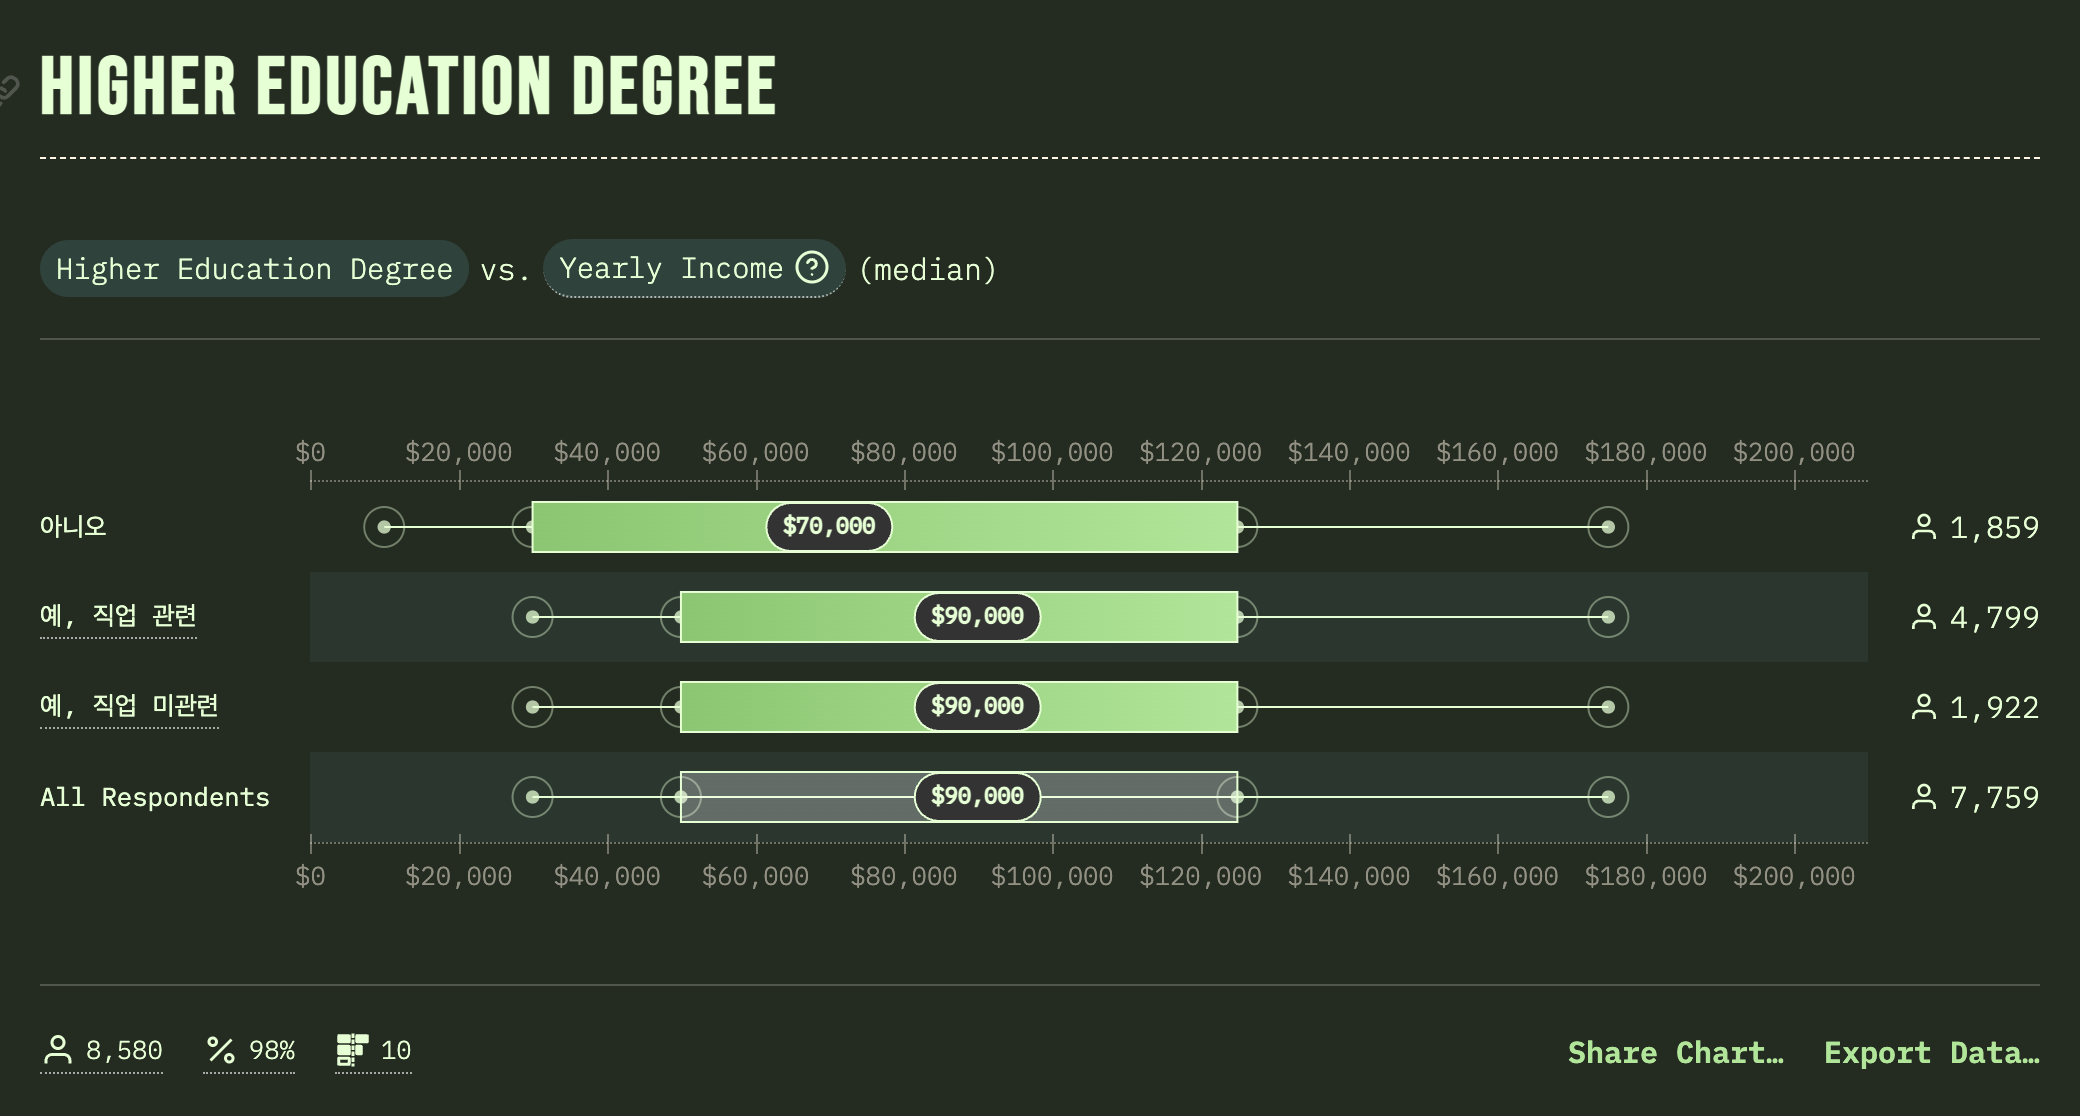 HIGHER EDUCATION DEGREE
Higher Education Degree vs. Yearly Income (median)
$0 $20,000 $40,000 $60,000 $80,000 $100,000 $120,000 $140,000 $160,000 $180,000 $200,000
아니오 $70,000 1,859
예, 직업 관련 $90,000 4,799
예, 직업 미관련 $90,000 1,922
All Respondents $90,000 7,759
$0 $20,000 $40,000 $60,000 $80,000 $100,000 $120,000 $140,000 $160,000 $180,000 $200,000
8,580 98% 10 Share Chart… Export Data…